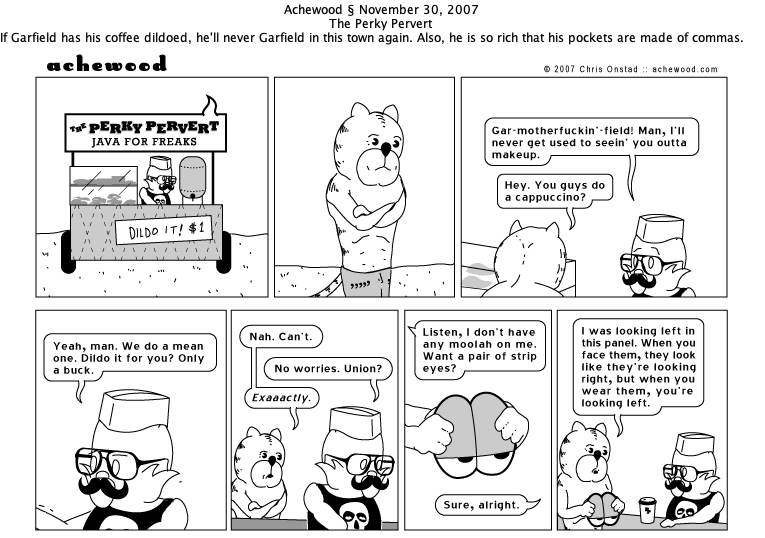 Achewood § November 30, 2007
The Perky Pervert
If Garfield has his coffee dildoed, he'll never Garfield in this town again. Also, he is so rich that his pockets are made of commas.
achewood
© 2007 Chris Onstad :: achewood.com
THE PERKY PERVERT
JAVA FOR FREAKS
DILDO IT! $1
,,,,,
Gar-motherfuckin'-field! Man, I'll
never get used to seein' you outta
makeup.
Hey. You guys do
a cappuccino?
Yeah, man. We do a mean
one. Dildo it for you? Only
a buck.
Nah. Can't.
No worries. Union?
Exaaactly.
Listen, I don't have
any moolah on me.
Want a pair of strip
eyes?
Sure, alright.
I was looking left in
this panel. When you
face them, they look
like they're looking
right, but when you
wear them, you're
looking left.